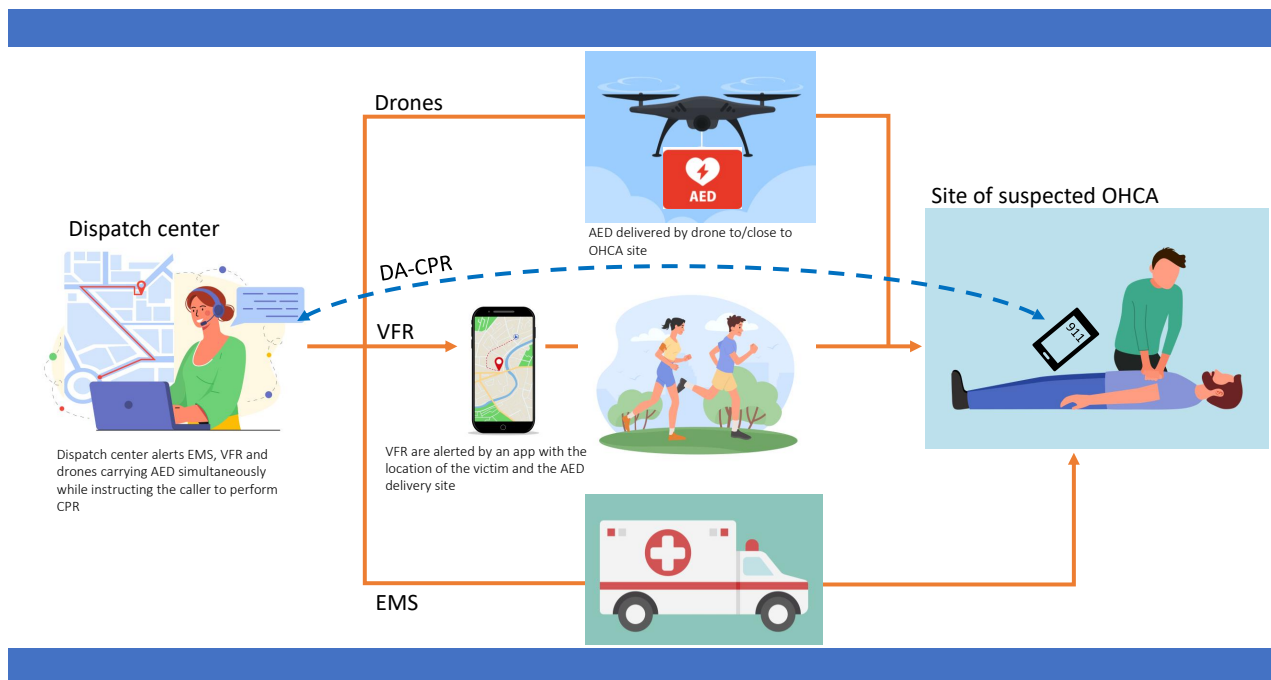 Drones
AED
AED delivered by drone to/close to
OHCA site
Site of suspected OHCA
Dispatch center
DA-CPR
VFR
911
Dispatch center alerts EMS, VFR and
drones carrying AED simultaneously
while instructing the caller to perform
CPR
VFR are alerted by an app with the
location of the victim and the AED
delivery site
EMS